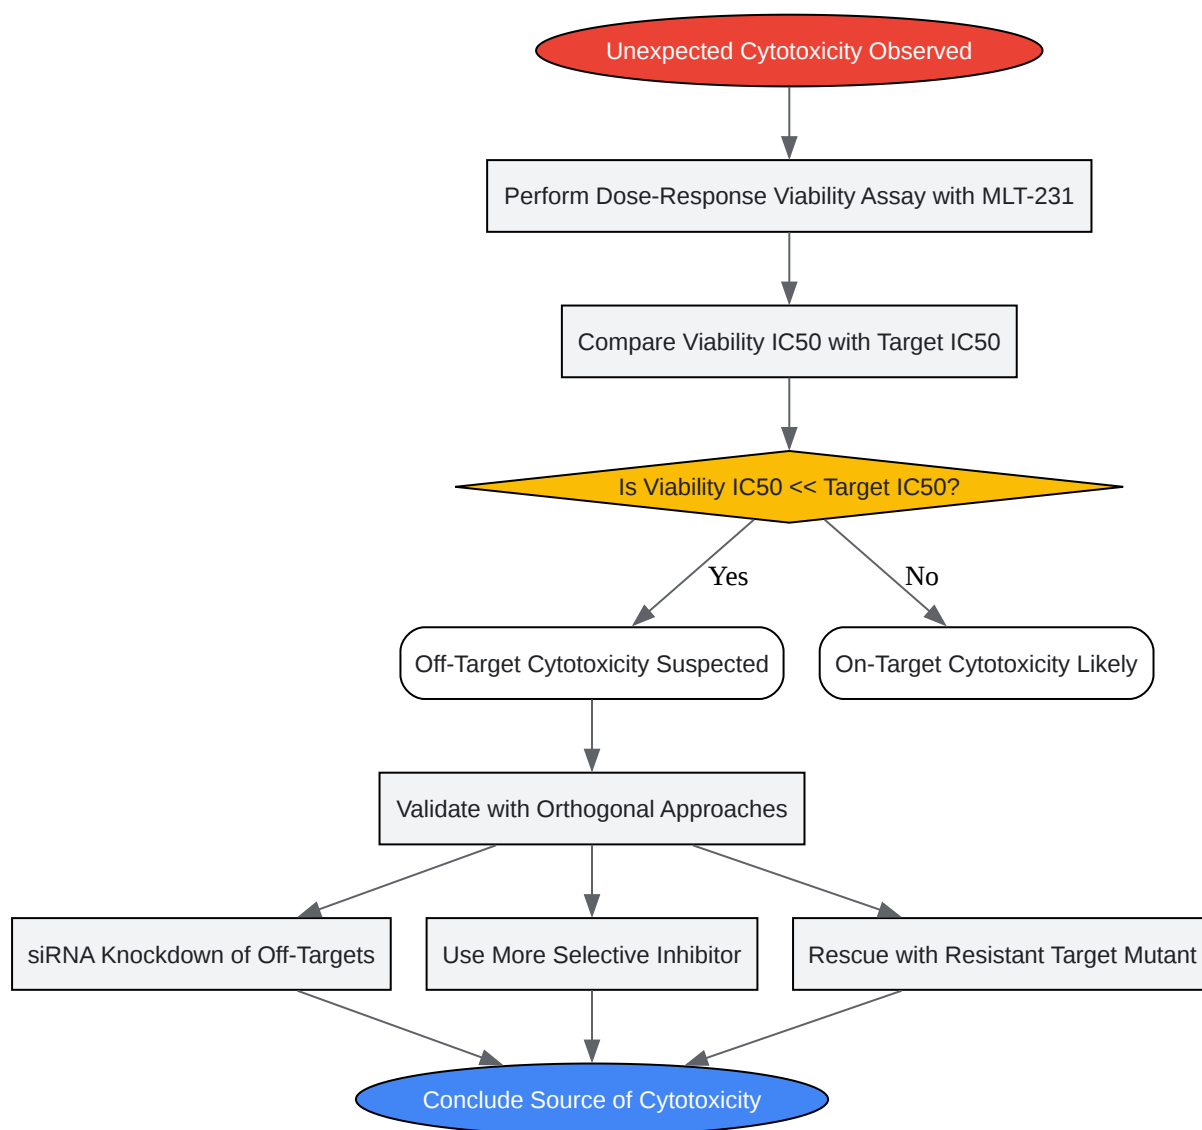 Unexpected Cytotoxicity Observed
Perform Dose-Response Viability Assay with MLT-231
Compare Viability IC50 with Target IC50
Is Viability IC50 << Target IC50?
Yes
No
Off-Target Cytotoxicity Suspected
On-Target Cytotoxicity Likely
Validate with Orthogonal Approaches
siRNA Knockdown of Off-Targets
Use More Selective Inhibitor
Rescue with Resistant Target Mutant
Conclude Source of Cytotoxicity